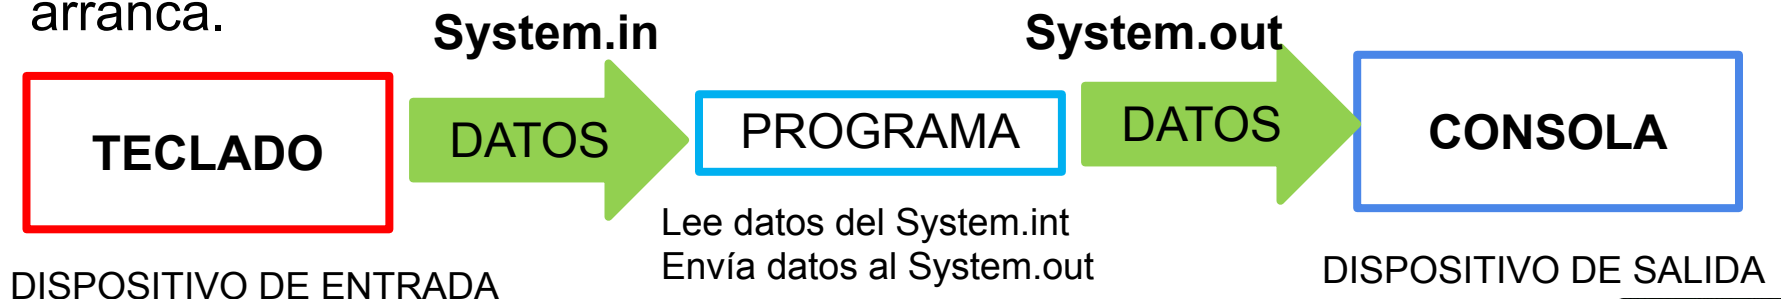 arranca.
System.in
System.out
TECLADO
DATOS
PROGRAMA
DATOS
CONSOLA
Lee datos del System.int
Envía datos al System.out
DISPOSITIVO DE ENTRADA
DISPOSITIVO DE SALIDA